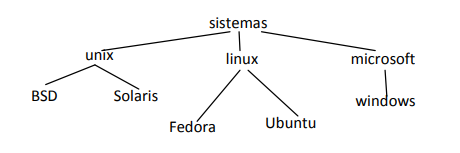 sistemas
unix
linux
microsoft
BSD
Solaris
windows
Fedora
Ubuntu